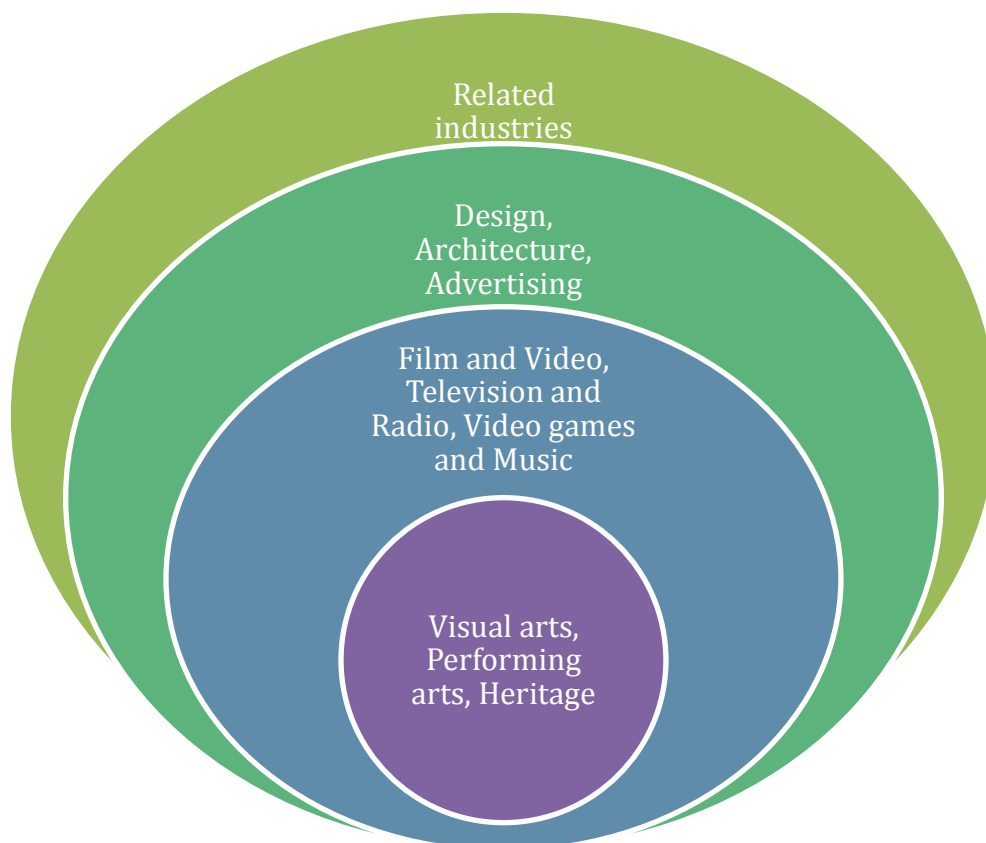 Related
industries
Design,
Architecture,
Advertising
Film and Video,
Television and
Radio, Video games
and Music
Visual arts,
Performing
arts, Heritage